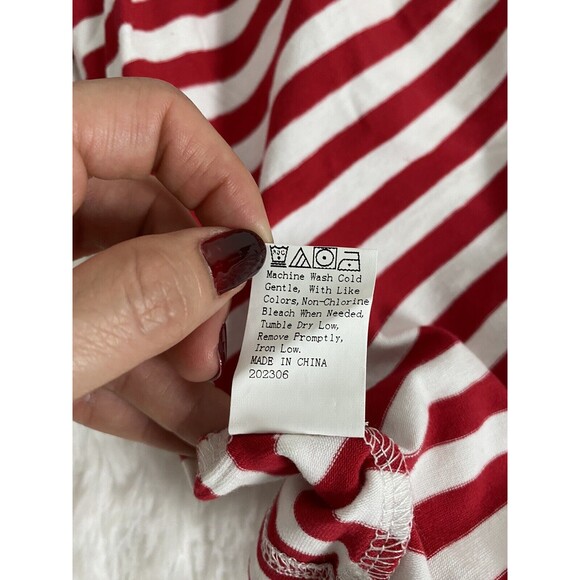 Machine Wash Cold
Gentle, With Like
Colors, Non-Chlorine
Bleach When Needed,
Tumble Dry Low,
Remove Promptly,
Iron Low.
MADE IN CHINA
202306